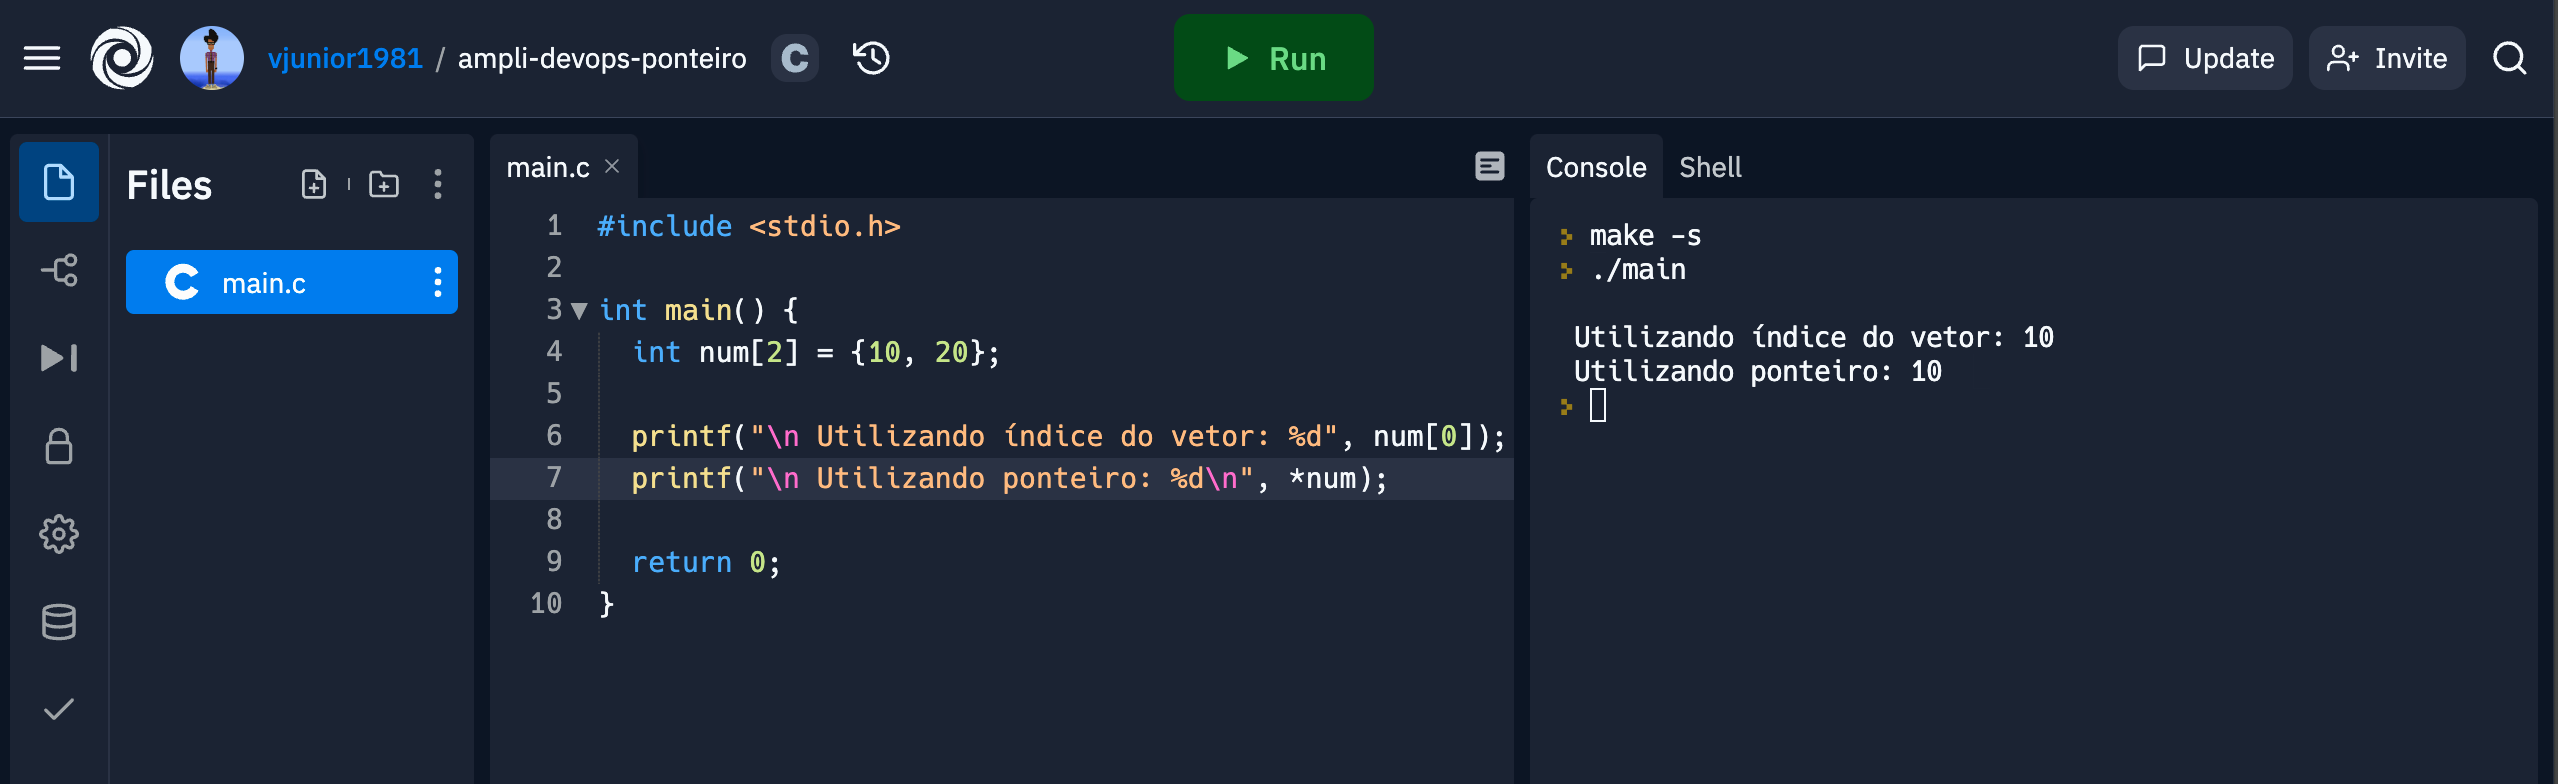 vjunior1981 / ampli-devops-ponteiro C
Run
Update
Invite
Files
main.c
main.c
1 #include <stdio.h>
2
3 int main() {
4 int num[2] = {10, 20};
5
6 printf("\n Utilizando índice do vetor: %d", num[0]);
7 printf("\n Utilizando ponteiro: %d\n", *num);
8
9 return 0;
10 }
Console Shell
make -s
./main
Utilizando índice do vetor: 10
Utilizando ponteiro: 10